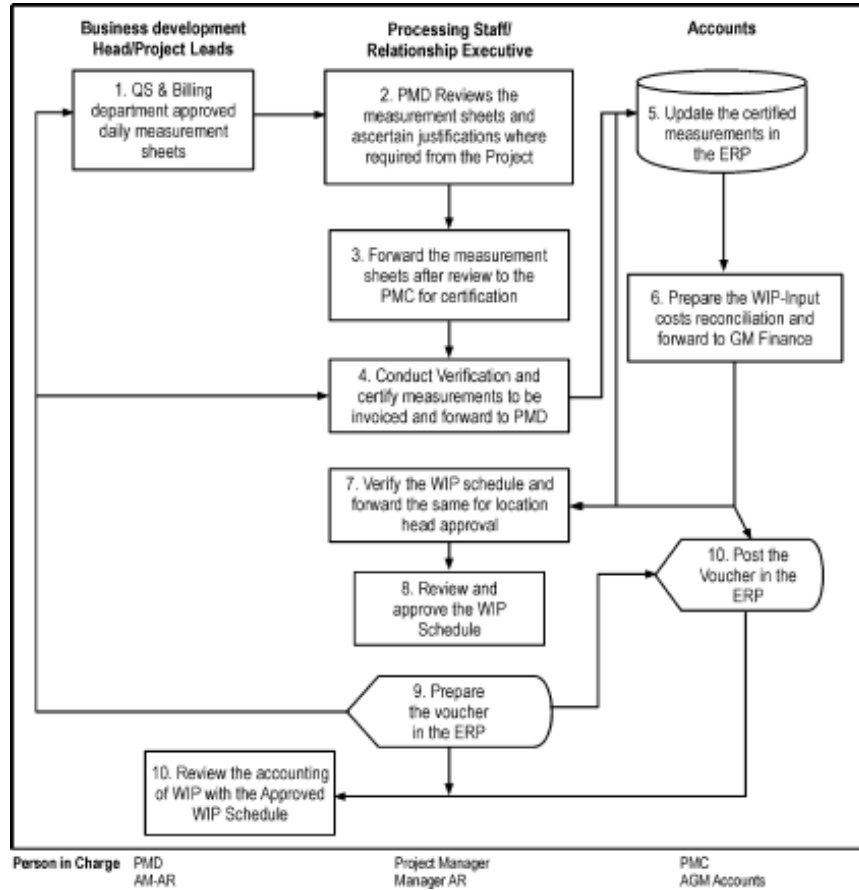 Business development
Head/Project Leads
Processing Staff/
Relationship Executive
Accounts
1. QS & Billing
department approved
daily measurement
sheets
2. PMD Reviews the
measurement sheets and
ascertain justifications where
required from the Project
5. Update the certified
measurements in
the ERP
3. Forward the measurement
sheets after review to the
PMC for certification
6. Prepare the WIP-Input
costs reconciliation and
forward to GM Finance
4. Conduct Verification and
certify measurements to be
invoiced and forward to PMD
7. Verify the WIP schedule and
forward the same for location
head approval
10. Post the
Voucher in the
ERP
8. Review and
approve the WIP
Schedule
9. Prepare
the voucher
in the ERP
10. Review the accounting
of WIP with the Approved
WIP Schedule
Person in Charge PMD Project Manager PMC
AM-AR Manager AR AGM Accounts